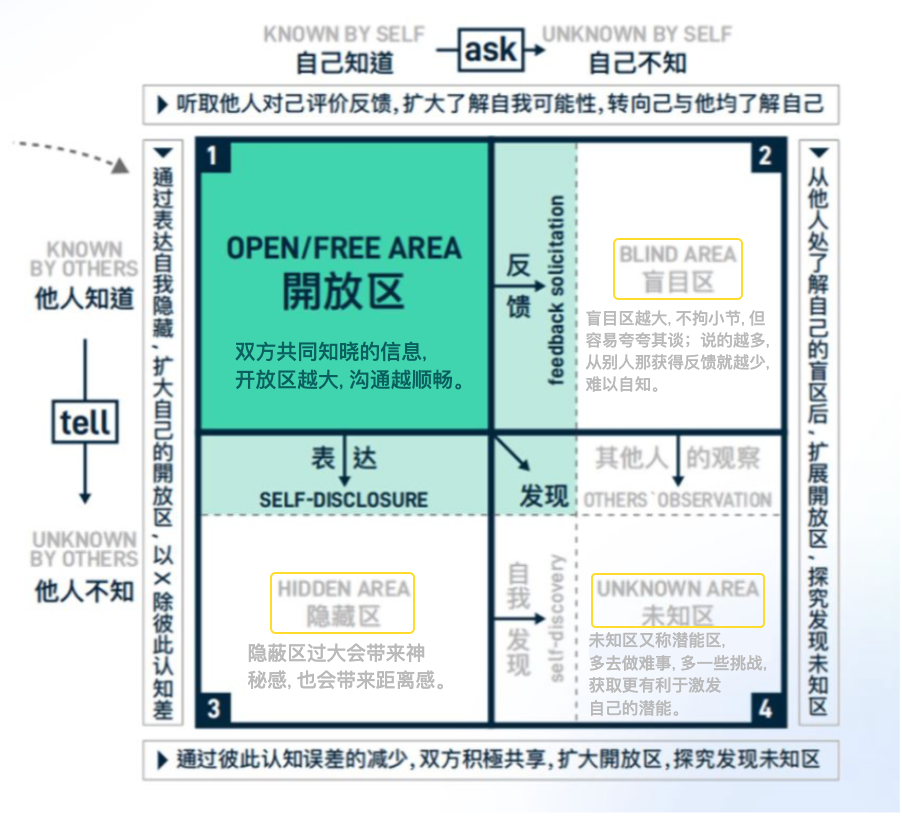 KNOWN BY SELF
自己知道
ask
UNKNOWN BY SELF
自己不知
听取他人对己评价反馈,扩大了解自我可能性,转向己与他均了解自己
通过表达自我隐藏,扩大自己的開放区,以X除彼此认知差
KNOWN
BY OTHERS
他人知道
tell
UNKNOWN
BY OTHERS
他人不知
1
OPEN/FREE AREA
開放区
双方共同知晓的信息,
开放区越大,沟通越顺畅。
反馈
feedback solicitation
2
BLIND AREA
盲目区
盲目区越大,不拘小节,但
容易夸夸其谈；说的越多,
从别人那获得反馈就越少,
难以自知。
表达
SELF-DISCLOSURE
发现
其他人的观察
OTHERS`OBSERVATION
HIDDEN AREA
隐藏区
隐蔽区过大会带来神
秘感,也会带来距离感。
3
自我发现
self-discovery
UNKNOWN AREA
未知区
未知区又称潜能区,
多去做难事,多一些挑战,
获取更有利于激发
自己的潜能。
4
从他人处了解自己的盲区后,扩展開放区,探究发现未知区
通过彼此认知误差的减少,双方积極共享,扩大開放区,探究发现未知区